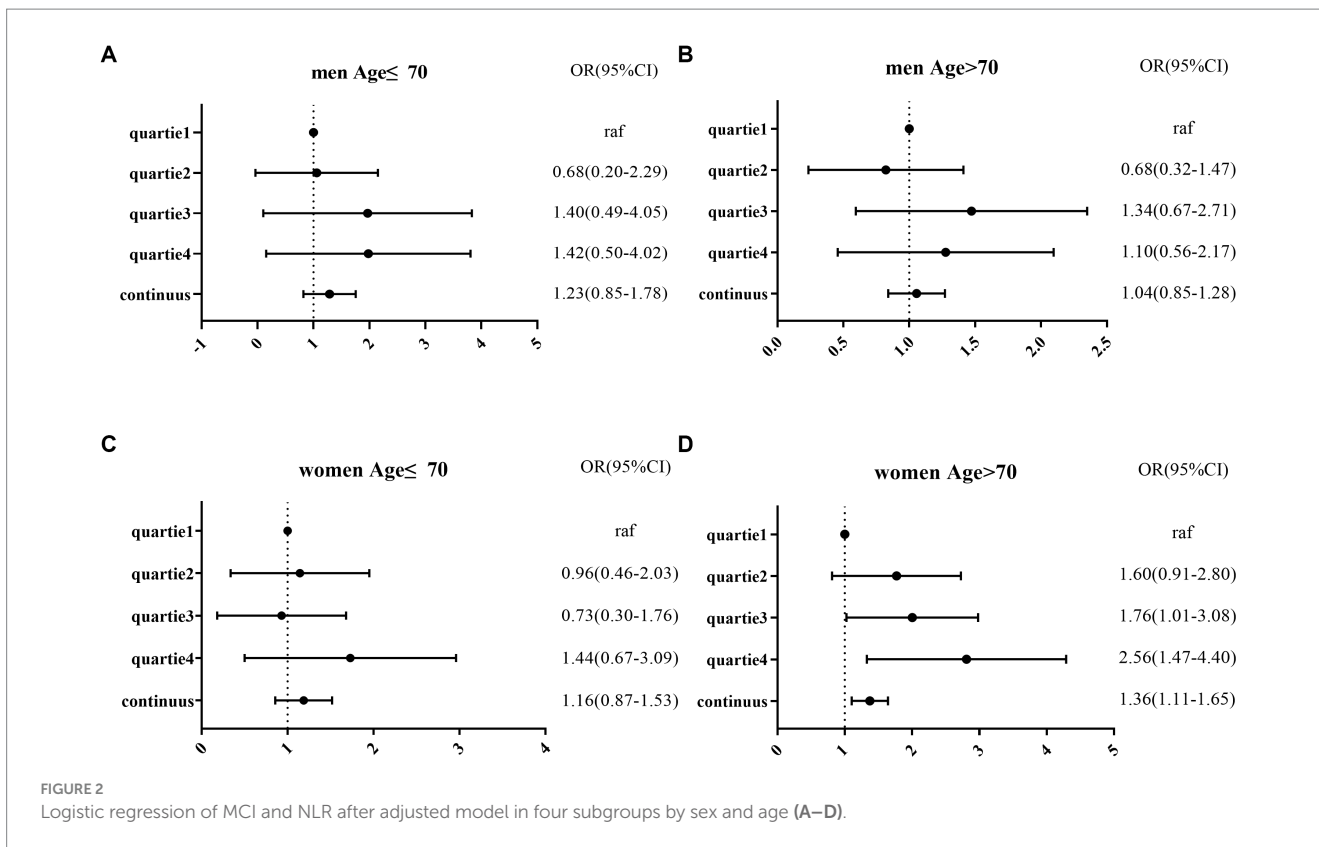 A
men Age≤ 70
OR(95%CI)
quartie1
raf
quartie2
0.68(0.20-2.29)
quartie3
1.40(0.49-4.05)
quartie4
1.42(0.50-4.02)
continuus
1.23(0.85-1.78)
-1 0 1 2 3 4 5
B
men Age>70
OR(95%CI)
quartie1
raf
quartie2
0.68(0.32-1.47)
quartie3
1.34(0.67-2.71)
quartie4
1.10(0.56-2.17)
continuus
1.04(0.85-1.28)
0.0 0.5 1.0 1.5 2.0 2.5
C
women Age≤ 70
OR(95%CI)
quartie1
raf
quartie2
0.96(0.46-2.03)
quartie3
0.73(0.30-1.76)
quartie4
1.44(0.67-3.09)
continuus
1.16(0.87-1.53)
0 1 2 3 4
D
women Age>70
OR(95%CI)
quartie1
raf
quartie2
1.60(0.91-2.80)
quartie3
1.76(1.01-3.08)
quartie4
2.56(1.47-4.40)
continuus
1.36(1.11-1.65)
0 1 2 3 4 5
FIGURE 2
Logistic regression of MCI and NLR after adjusted model in four subgroups by sex and age (A–D).